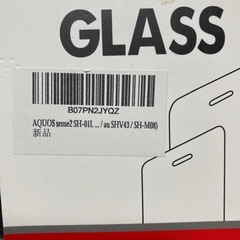 GLASS
B07PN2JYQZ
AQUOS sense2 SH-01L ... / au SHV43 / SH-M08)
新品